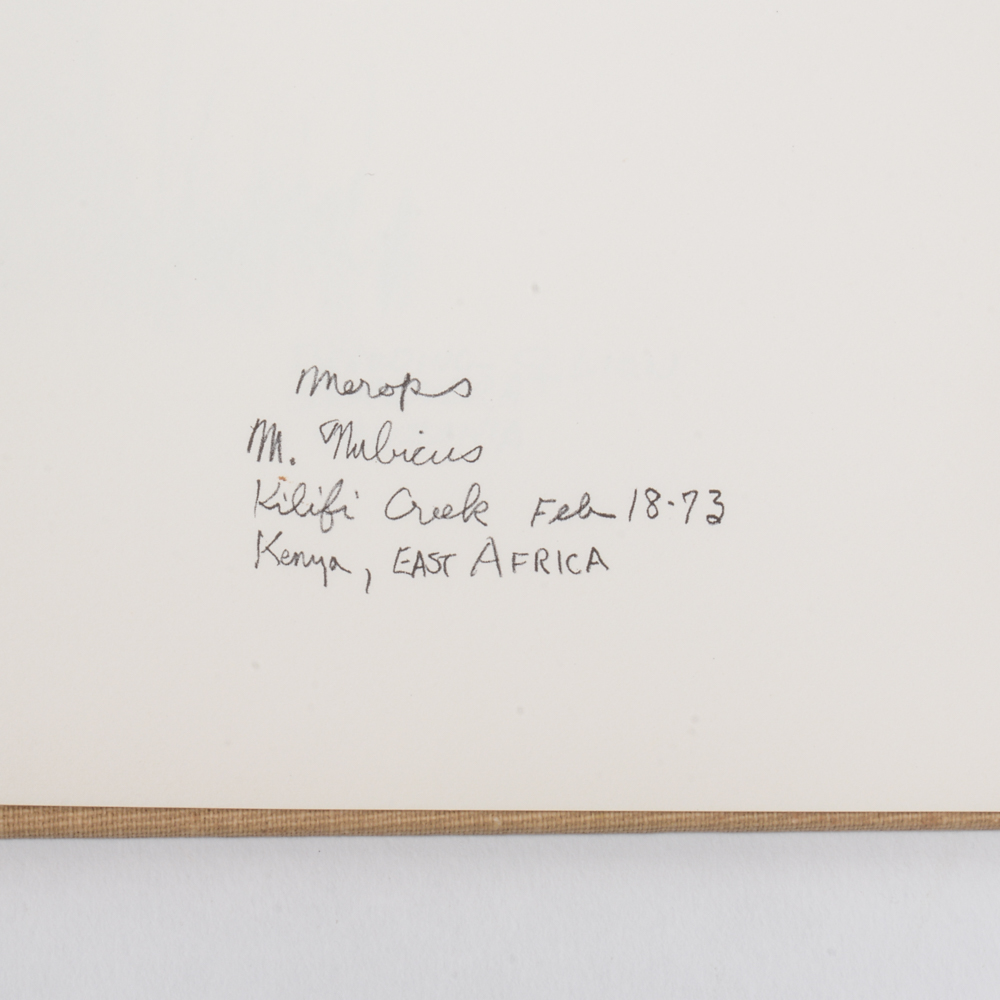 Merops
M. Nubicus
Kilifi Creek Feb 18-73
Kenya, EAST AFRICA